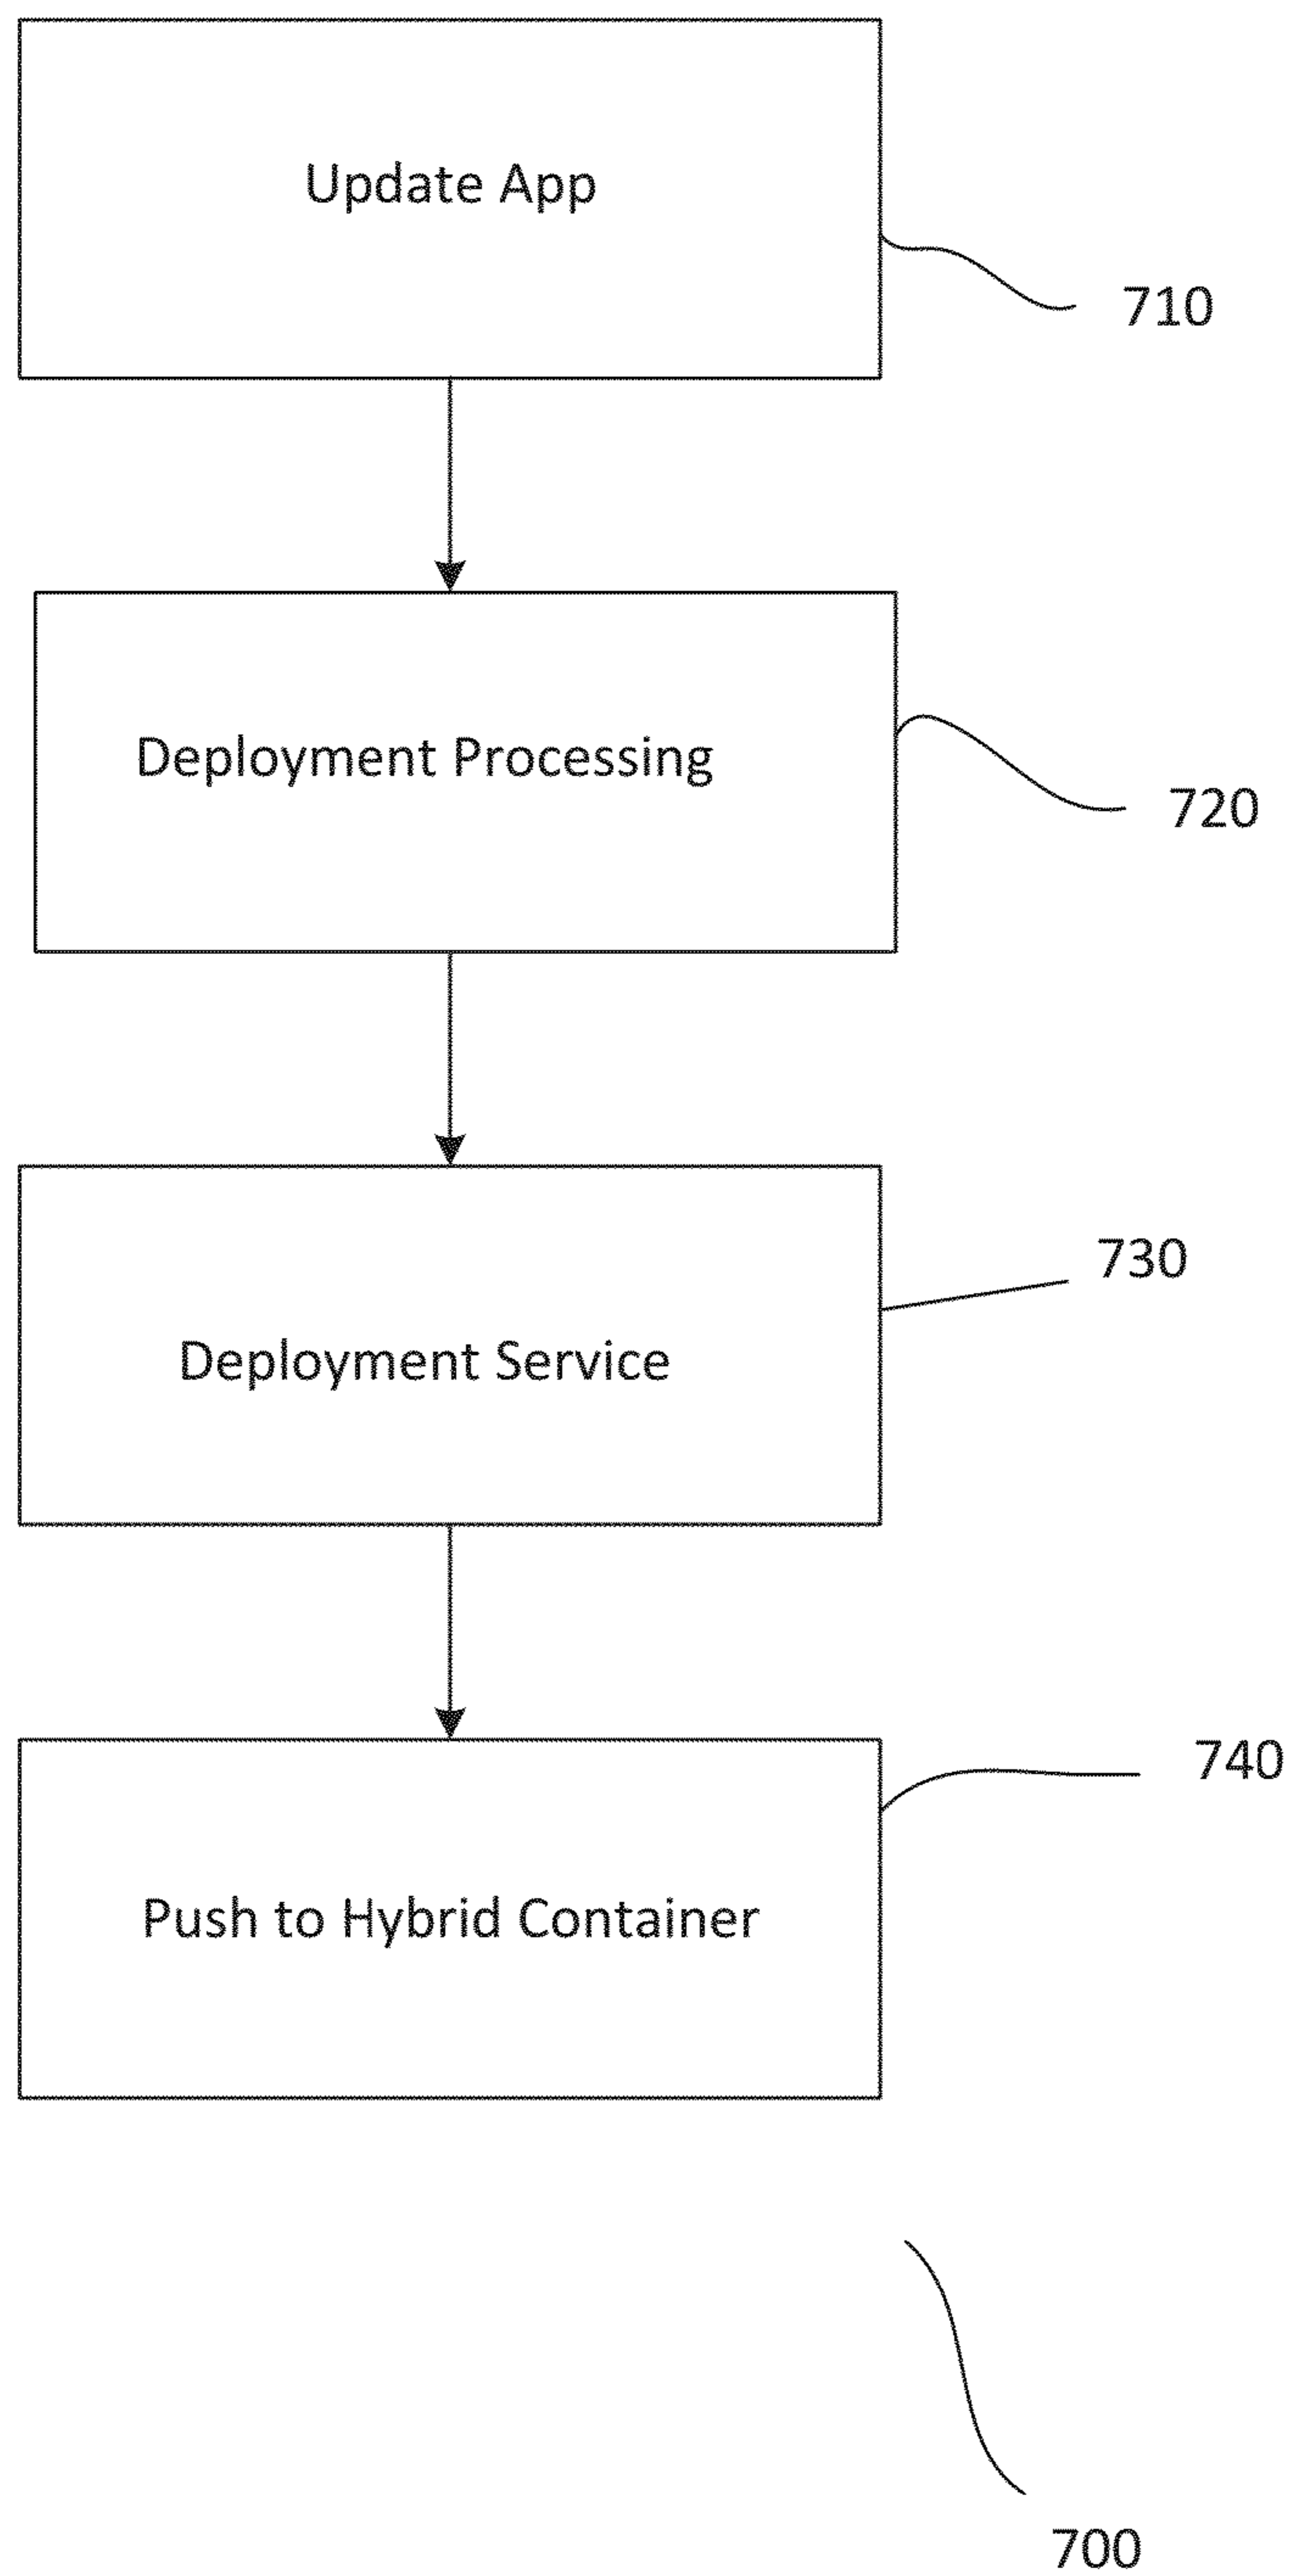 Update App
710
Deployment Processing
720
730
Deployment Service
740
Push to Hybrid Container
700